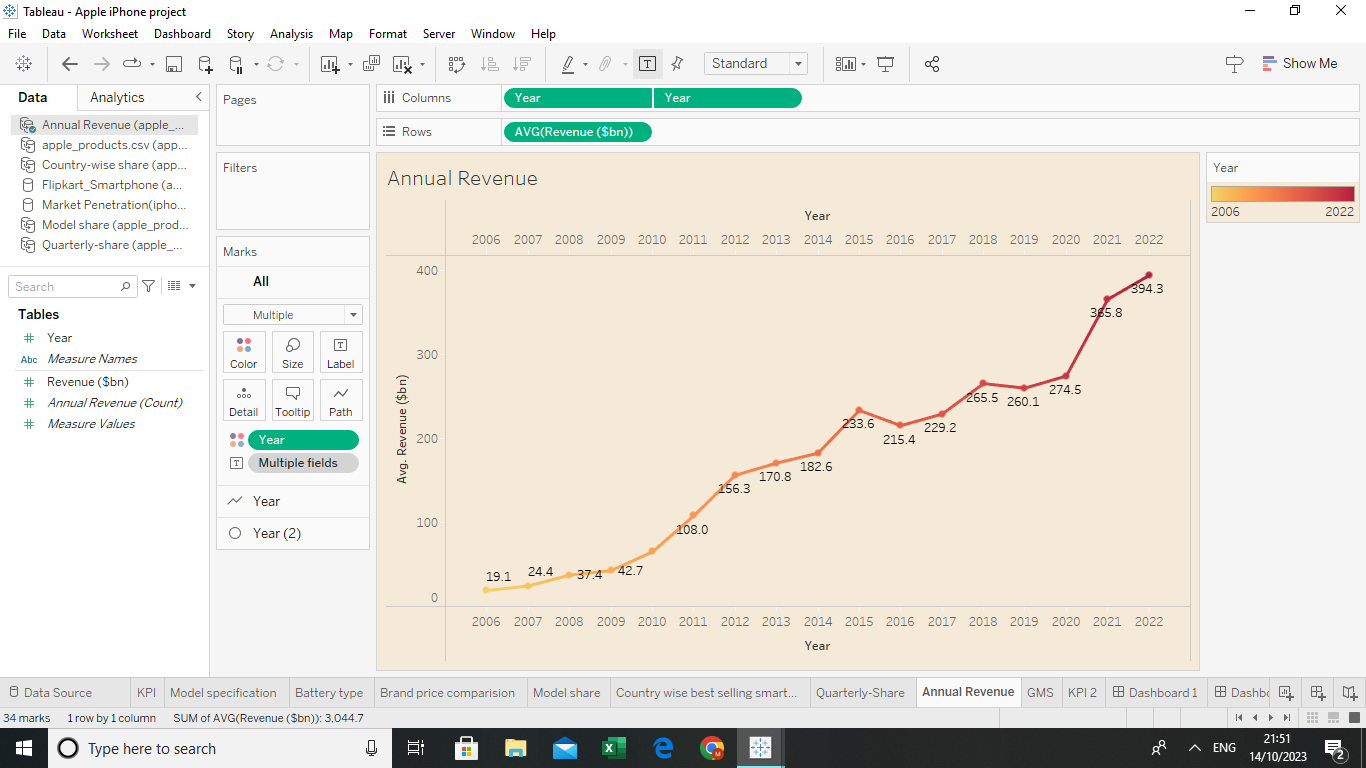 Tableau - Apple iPhone project
File Data Worksheet Dashboard Story Analysis Map Format Server Window Help
Standard
Show Me
Data Analytics
Annual Revenue (apple_...
apple_products.csv (app...
Country-wise share (app...
Flipkart_Smartphone (a...
Market Penetration(ipho...
Model share (apple_prod...
Quarterly-share (apple_...
Search
Tables
Year
Abc Measure Names
Revenue ($bn)
Annual Revenue (Count)
Measure Values
Pages
Filters
Marks
All
Multiple
Color Size Label
Detail Tooltip Path
Year
T Multiple fields
Year
Year (2)
Columns Year Year
Rows AVG(Revenue ($bn))
Annual Revenue
Year
2006 2007 2008 2009 2010 2011 2012 2013 2014 2015 2016 2017 2018 2019 2020 2021 2022
400
300
200
100
0
Avg. Revenue ($bn)
19.1
24.4
37.4
42.7
108.0
156.3
170.8
182.6
233.6
215.4
229.2
265.5
260.1
274.5
365.8
394.3
2006 2007 2008 2009 2010 2011 2012 2013 2014 2015 2016 2017 2018 2019 2020 2021 2022
Year
Year
2006 2022
Data Source KPI Model specification Battery type Brand price comparision Model share Country wise best selling smart... Quarterly-Share Annual Revenue GMS KPI 2 Dashboard 1 Dashbo
34 marks 1 row by 1 column SUM of AVG(Revenue ($bn)): 3,044.7
Type here to search
ENG
21:51
14/10/2023
2